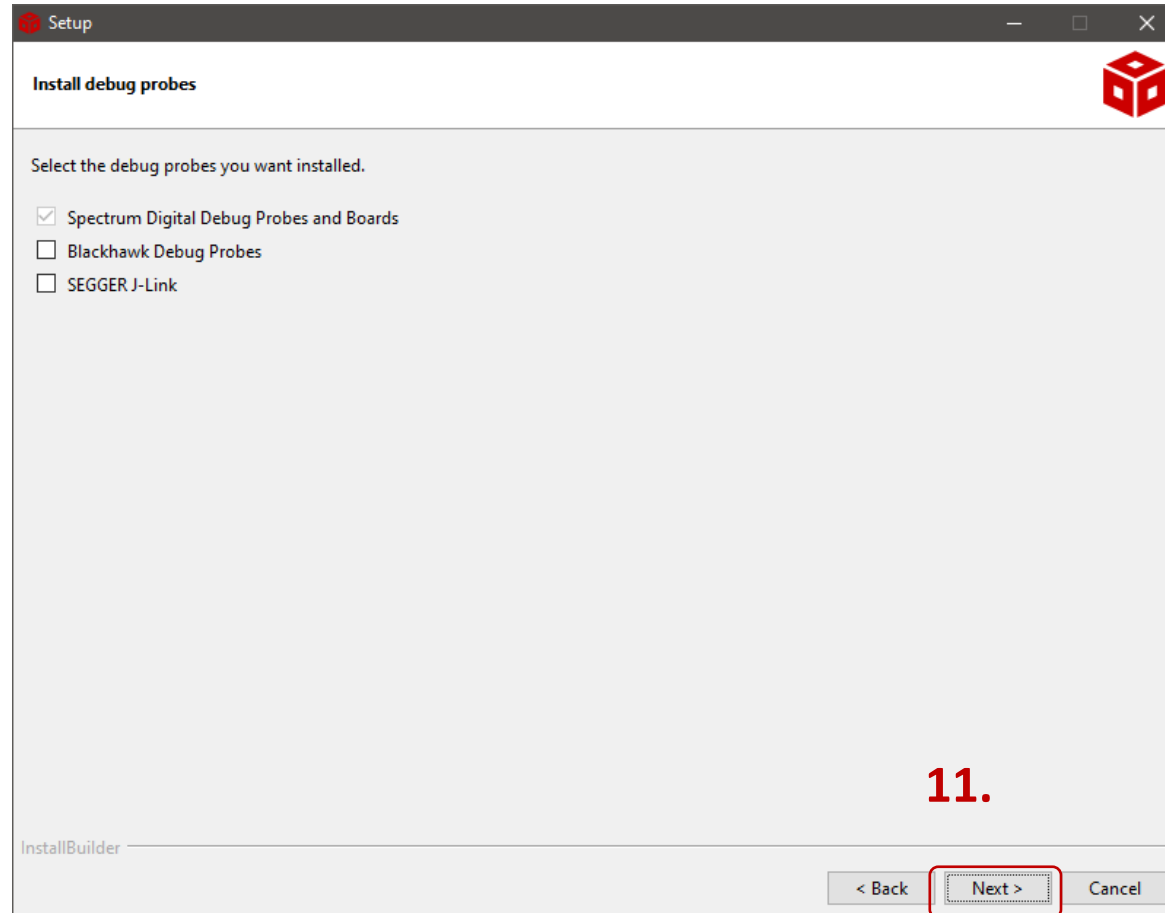 Setup
Install debug probes
Select the debug probes you want installed.
Spectrum Digital Debug Probes and Boards
Blackhawk Debug Probes
SEGGER J-Link
11.
InstallBuilder
< Back Next > Cancel